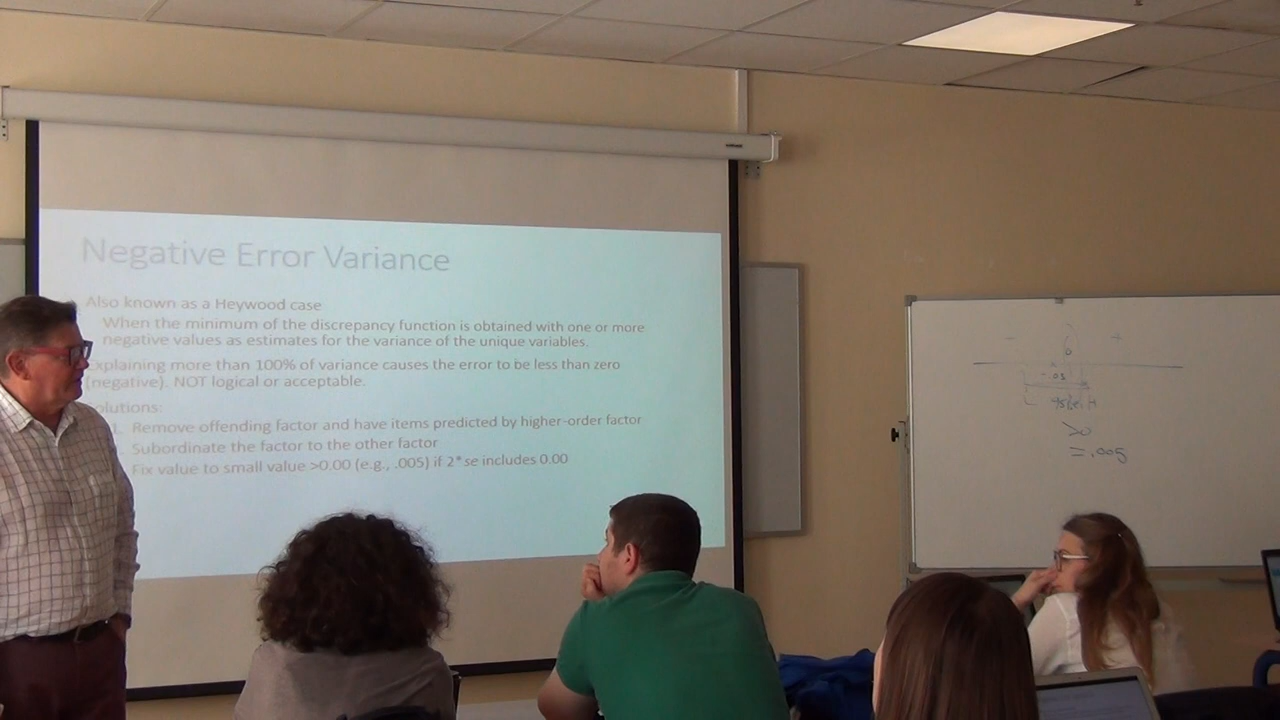 Negative Error Variance
Also known as a Heywood case
When the minimum of the discrepancy function is obtained with one or more
negative values as estimates for the variance of the unique variables.
xplaining more than 100% of variance causes the error to be less than zero
(negative). NOT logical or acceptable.
olutions:
Remove offending factor and have items predicted by higher-order factor
Subordinate the factor to the other factor
Fix value to small value >0.00 (e.g., .005) if 2*se includes 0.00
- 0 +
-.05
>0
=.005